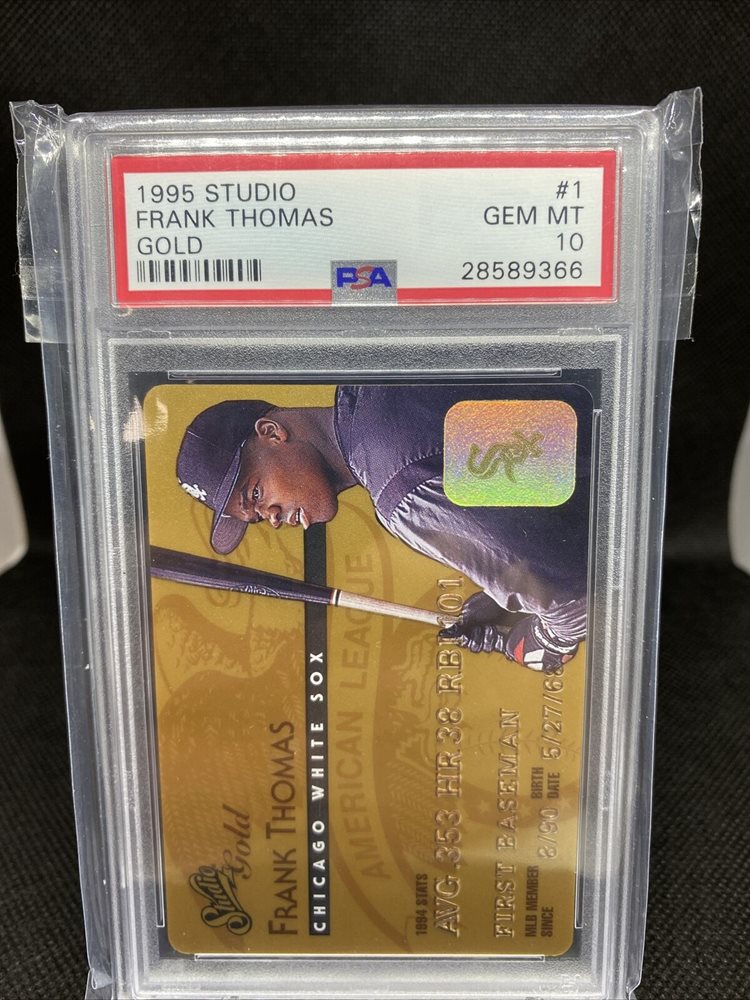 1995 STUDIO #1
FRANK THOMAS GEM MT
GOLD 10
PSA 28589366
Sox
Studio
Gold
FRANK THOMAS
CHICAGO WHITE SOX
AMERICAN LEAGUE
1994 STATS
AVG .353 HR 38 RBI 101
FIRST BASEMAN
MLB MEMBER SINCE 8/90 BIRTH DATE 5/27/68